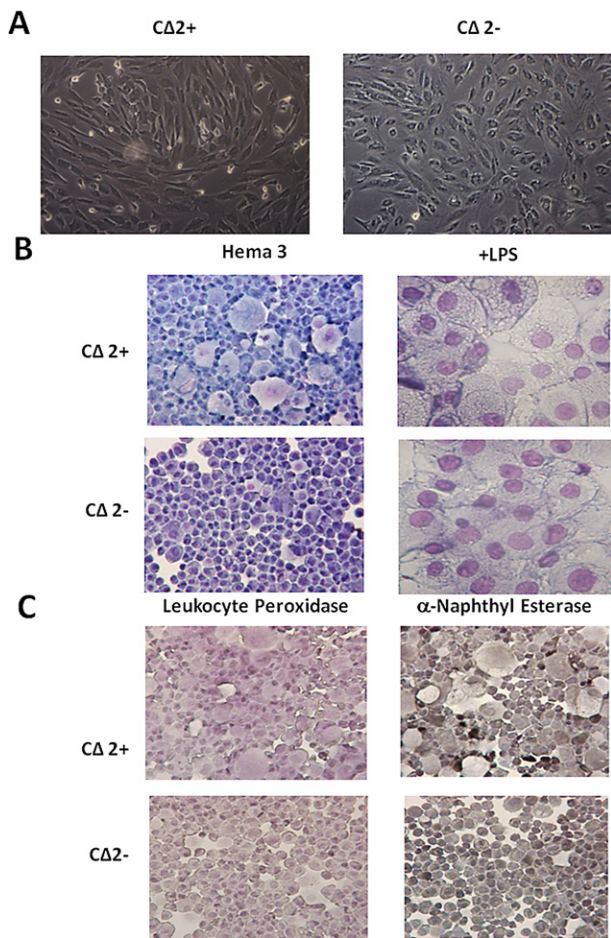 A
CΔ2+ CΔ 2-
B
Hema 3 +LPS
CΔ 2+
CΔ 2-
C
Leukocyte Peroxidase α-Naphthyl Esterase
CΔ 2+
CΔ2-